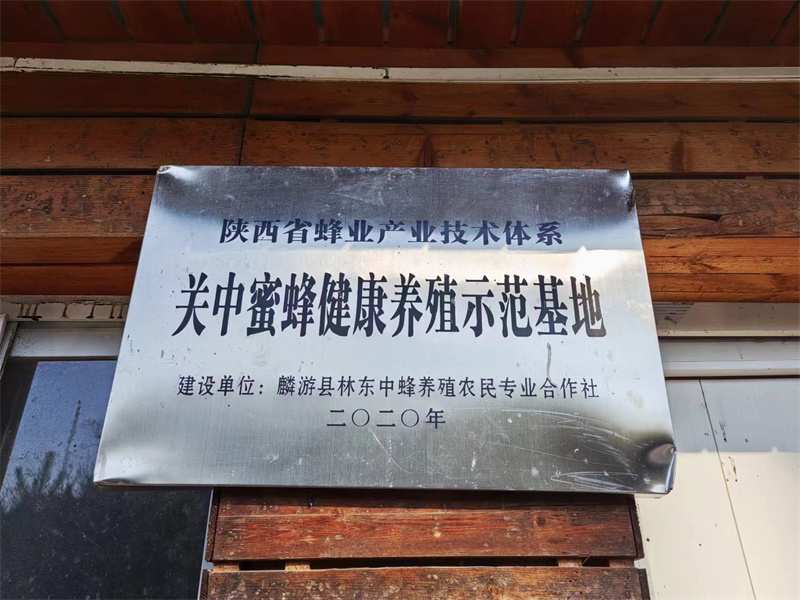 陕西省蜂业产业技术体系
关中蜜蜂健康养殖示范基地
建设单位：麟游县林东中蜂养殖农民专业合作社
二〇二〇年